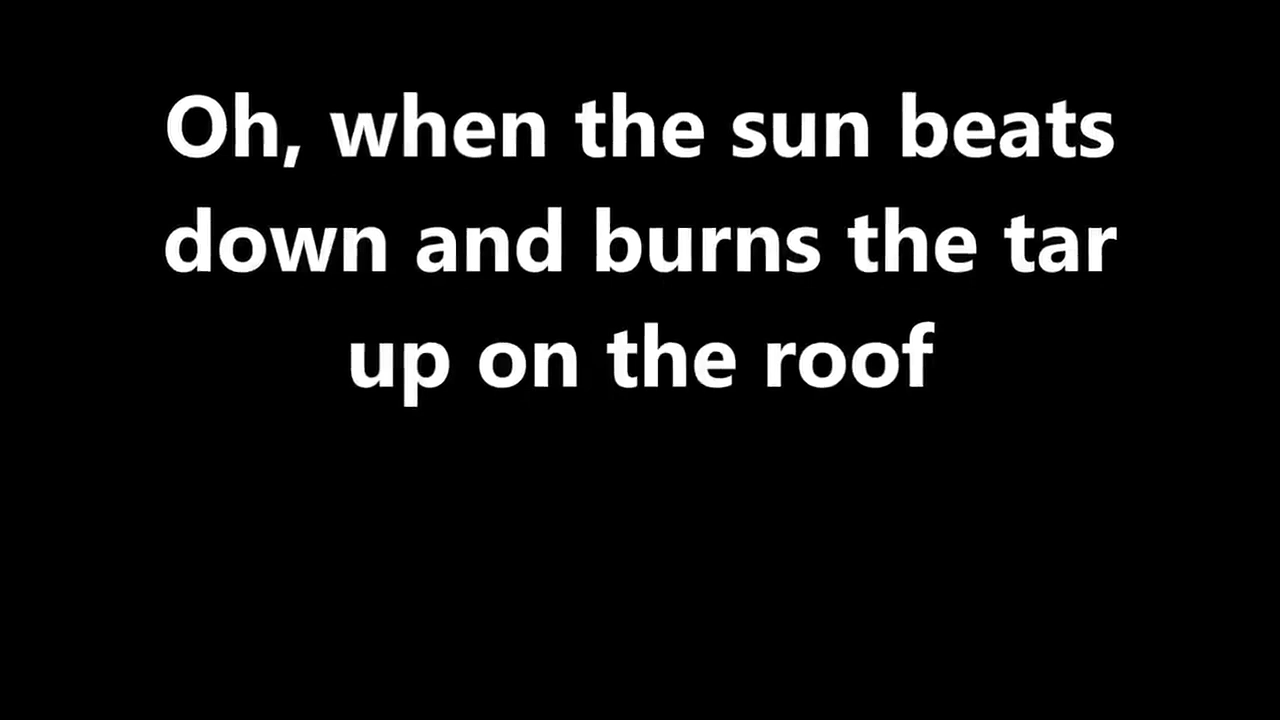 Oh, when the sun beats
down and burns the tar
up on the roof